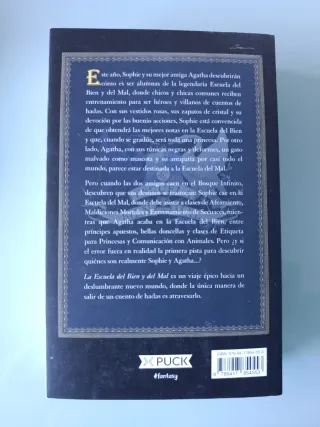 Este año, Sophie y su mejor amiga Agatha descubrirán
cómo es ser alumnas de la legendaria Escuela del
Bien y del Mal, donde chicos y chicas comunes reciben
entrenamiento para ser héroes y villanos de cuentos de
hadas. Con sus vestidos rosas, sus zapatos de cristal y su
devoción por las buenas acciones, Sophie está convencida
de que obtendrá las mejores notas en la Escuela del Bien y
que, cuando se gradúe, será toda una princesa. Por otro
lado, Agatha, con sus túnicas negras y deformes, un gato
malvado como mascota y su antipatía por casi todo el
mundo, parece estar destinada a la Escuela del Mal.
Pero cuando las dos amigas caen en el Bosque Infinito,
descubren que sus destinos se trastocan: Sophie cae en la
Escuela del Mal, donde debe asistir a clases de Afeamiento,
Maldiciones Mortales y Entrenamiento de Secuaces, mien-
tras que Agatha acaba en la Escuela del Bien, entre
príncipes apuestos, bellas doncellas y clases de Etiqueta
para Princesas y Comunicación con Animales. Pero ¿y si
el error fuera en realidad la primera pista para descubrir
quiénes son realmente Sophie y Agatha...?
La Escuela del Bien y del Mal es un viaje épico hacia un
deslumbrante nuevo mundo, donde la única manera de
salir de un cuento de hadas es atravesarlo.
PUCK
#fantasy